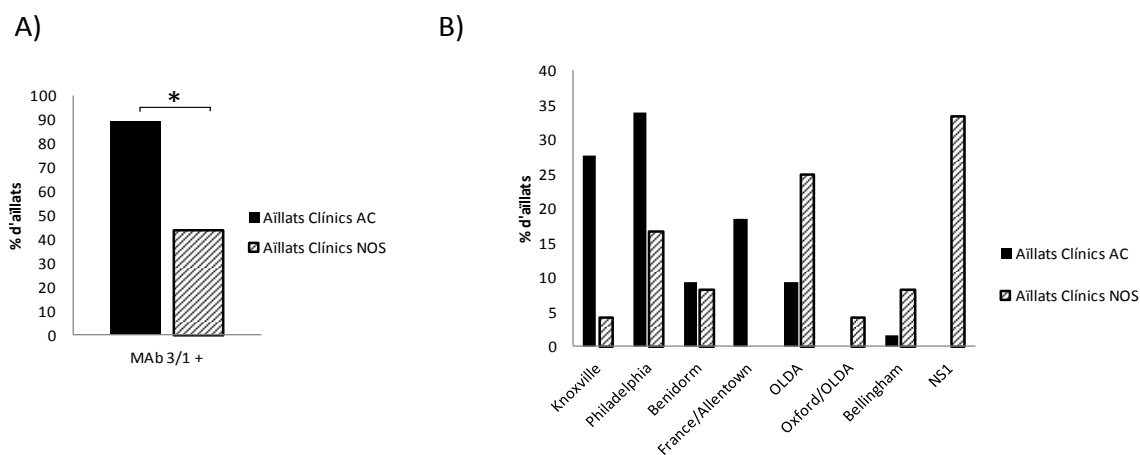 A)
% d'aïllats
100
90
80
70
60
50
40
30
20
10
0
*
MAb 3/1 +
Aïllats Clínics AC
Aïllats Clínics NOS
B)
% d'aïllats
40
35
30
25
20
15
10
5
0
Knoxville
Philadelphia
Benidorm
France/Allentown
OLDA
Oxford/OLDA
Bellingham
NS1
Aïllats Clínics AC
Aïllats Clínics NOS